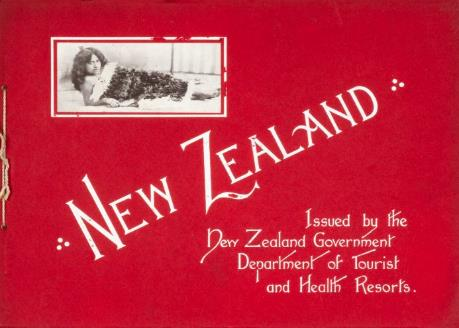 New Zealand
Issued by the
New Zealand Government
Department of Tourist
and Health Resorts.